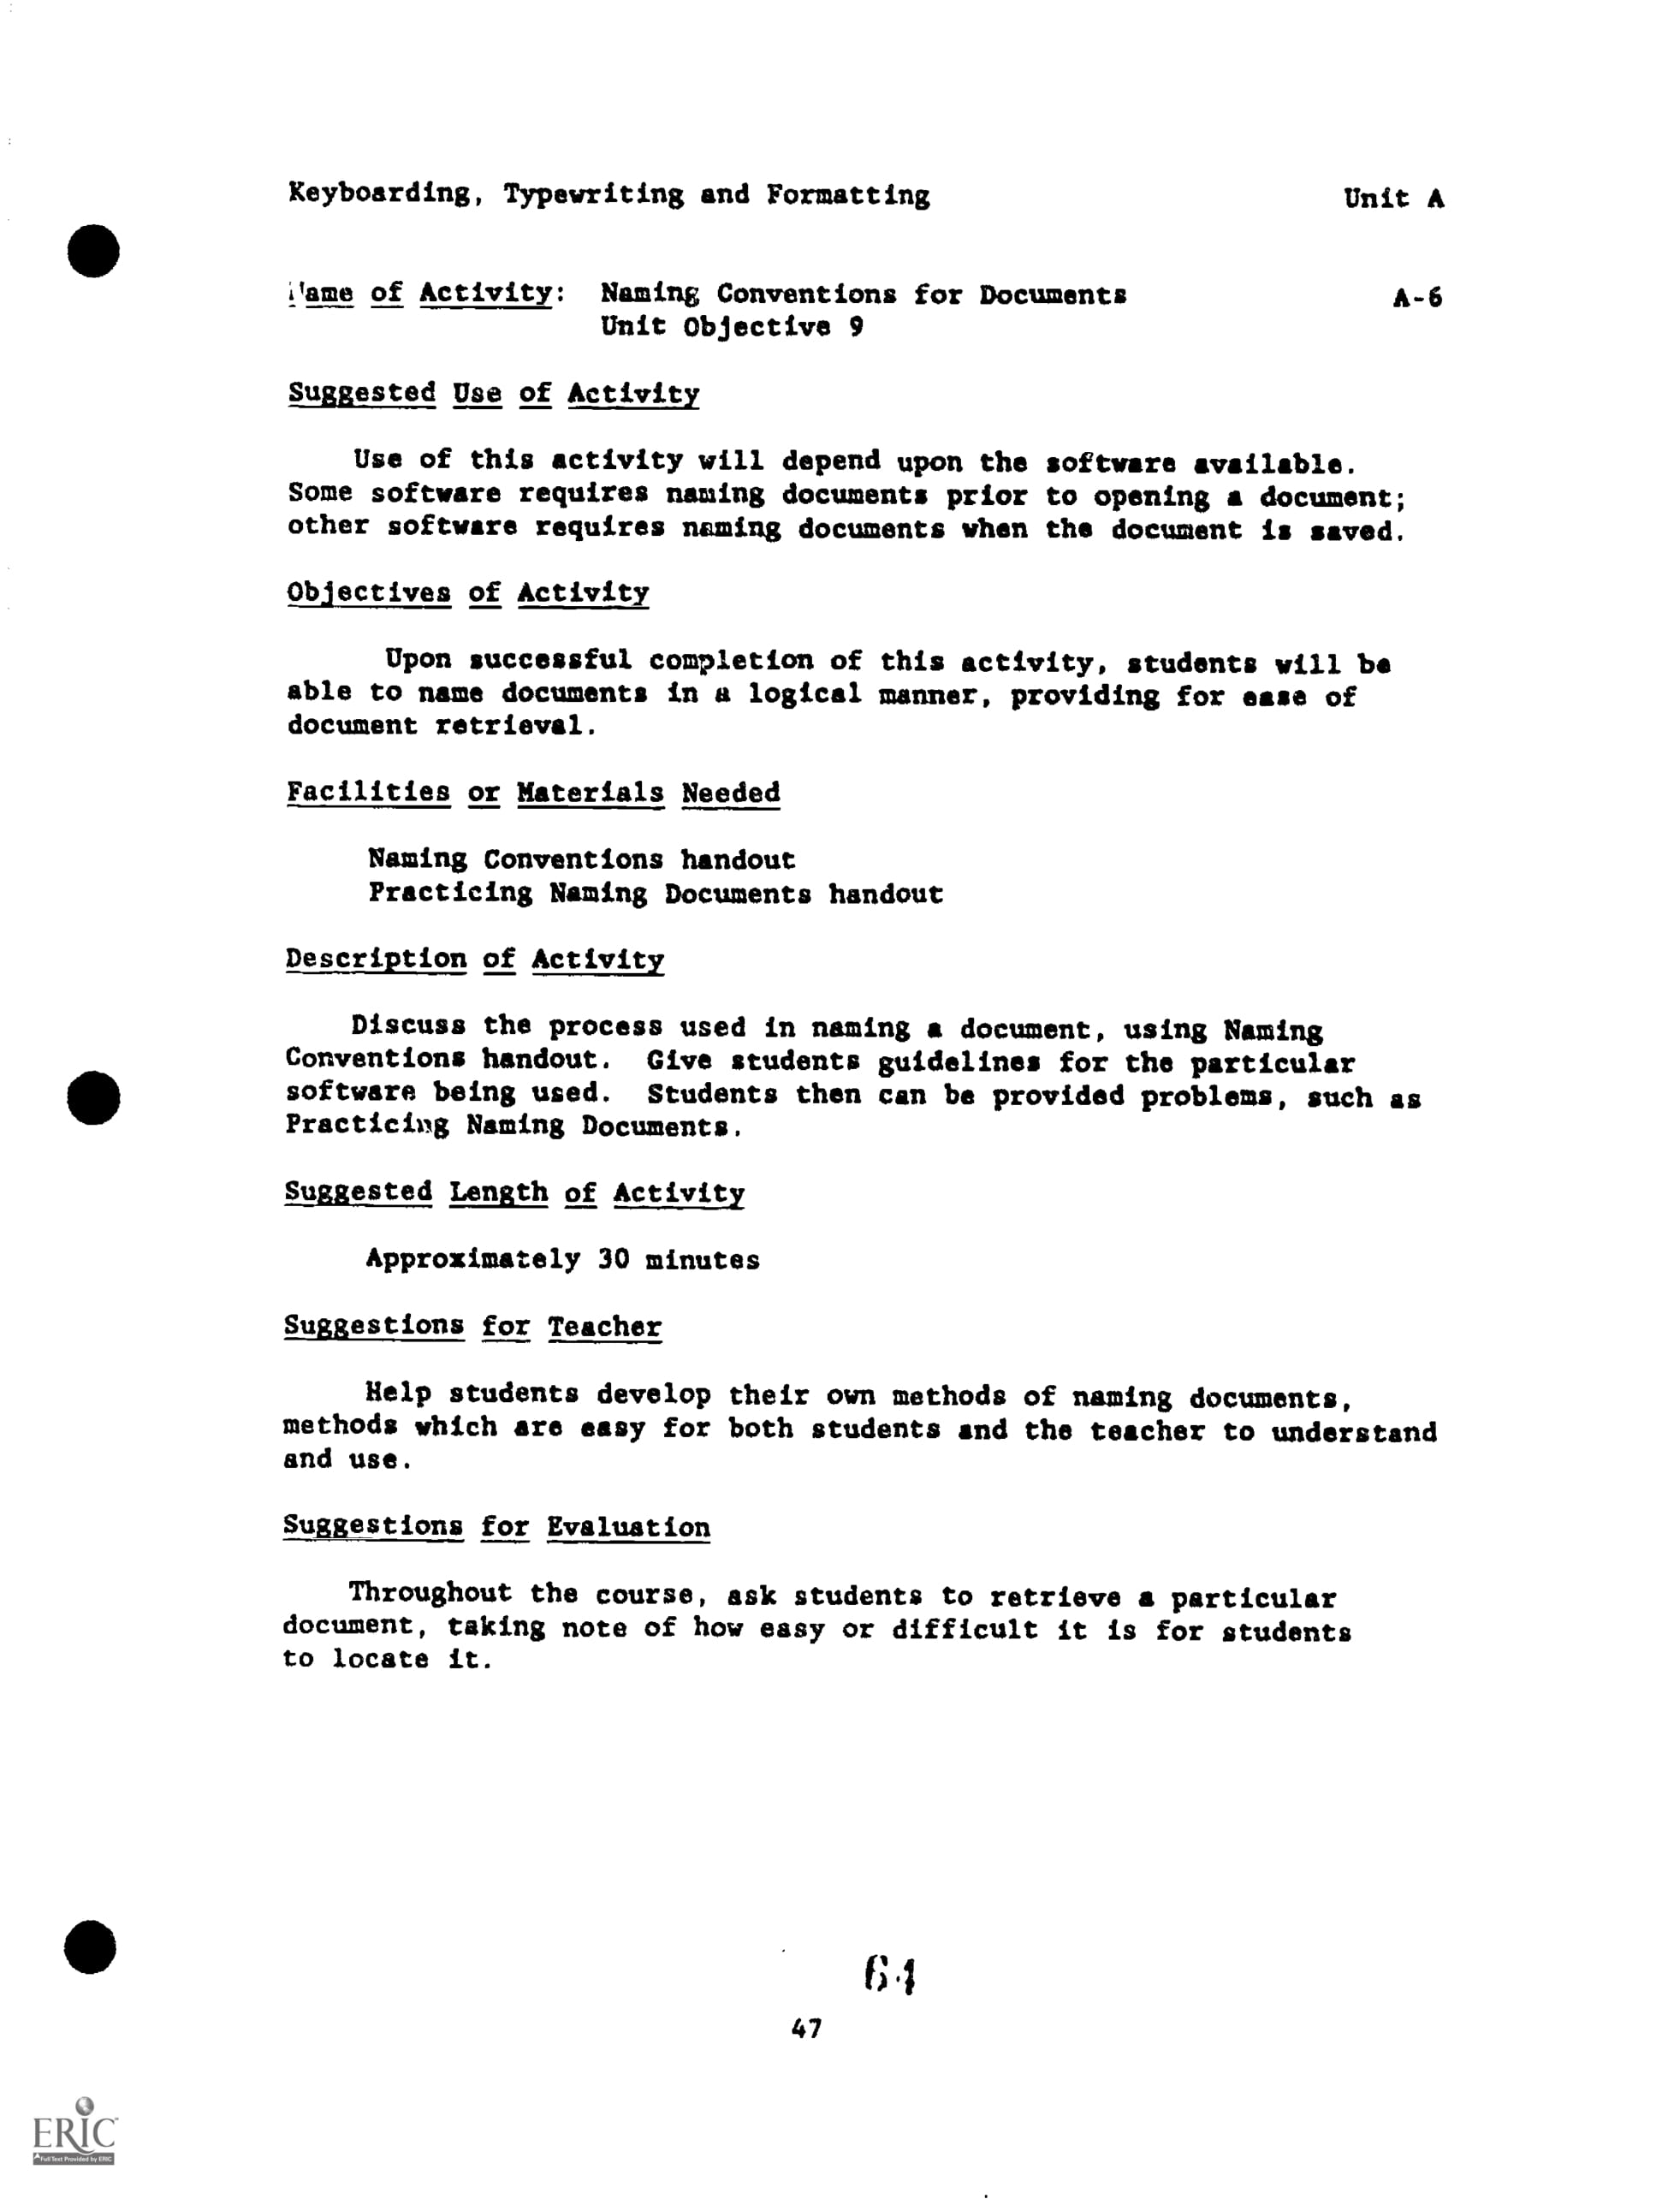 Keyboarding, Typewriting and Formatting Unit A
Name of Activity: Naming Conventions for Documents A-6
Unit Objective 9
Suggested Use of Activity
Use of this activity will depend upon the software available.
Some software requires naming documents prior to opening a document;
other software requires naming documents when the document is saved.
Objectives of Activity
Upon successful completion of this activity, students will be
able to name documents in a logical manner, providing for ease of
document retrieval.
Facilities or Materials Needed
Naming Conventions handout
Practicing Naming Documents handout
Description of Activity
Discuss the process used in naming a document, using Naming
Conventions handout. Give students guidelines for the particular
software being used. Students then can be provided problems, such as
Practicing Naming Documents.
Suggested Length of Activity
Approximately 30 minutes
Suggestions for Teacher
Help students develop their own methods of naming documents,
methods which are easy for both students and the teacher to understand
and use.
Suggestions for Evaluation
Throughout the course, ask students to retrieve a particular
document, taking note of how easy or difficult it is for students
to locate it.
64
47
ERIC
Full Text Provided by ERIC